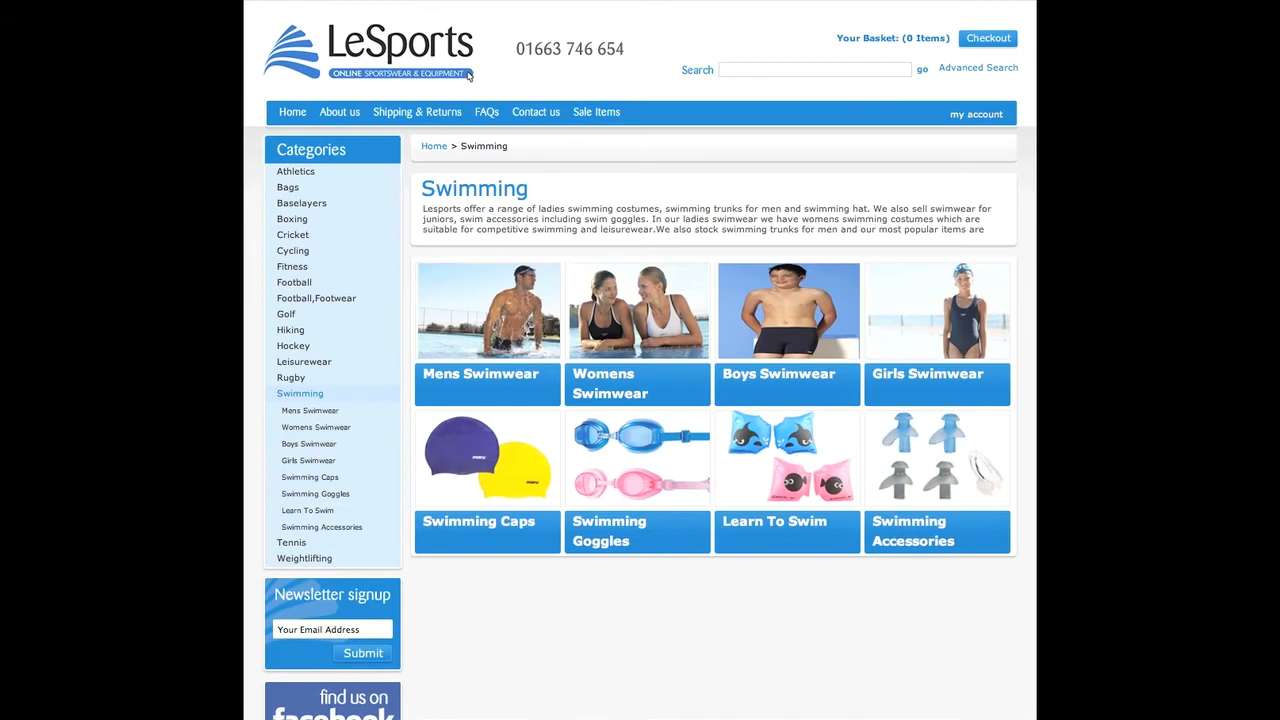 LeSports
ONLINE SPORTSWEAR & EQUIPMENT
01663 746 654
Your Basket: (0 Items)
Checkout
Search
go
Advanced Search
Home
About us
Shipping & Returns
FAQs
Contact us
Sale Items
my account
Categories
Athletics
Bags
Baselayers
Boxing
Cricket
Cycling
Fitness
Football
Football,Footwear
Golf
Hiking
Hockey
Leisurewear
Rugby
Swimming
Mens Swimwear
Womens Swimwear
Boys Swimwear
Girls Swimwear
Swimming Caps
Swimming Goggles
Learn To Swim
Swimming Accessories
Tennis
Weightlifting
Newsletter signup
Your Email Address
Submit
find us on
facebook
Home > Swimming
Swimming
Lesports offer a range of ladies swimming costumes, swimming trunks for men and swimming hat. We also sell swimwear for
juniors, swim accessories including swim goggles. In our ladies swimwear we have womens swimming costumes which are
suitable for competitive swimming and leisurewear.We also stock swimming trunks for men and our most popular items are
Mens Swimwear
Womens
Swimwear
Boys Swimwear
Girls Swimwear
Swimming Caps
Swimming
Goggles
Learn To Swim
Swimming
Accessories